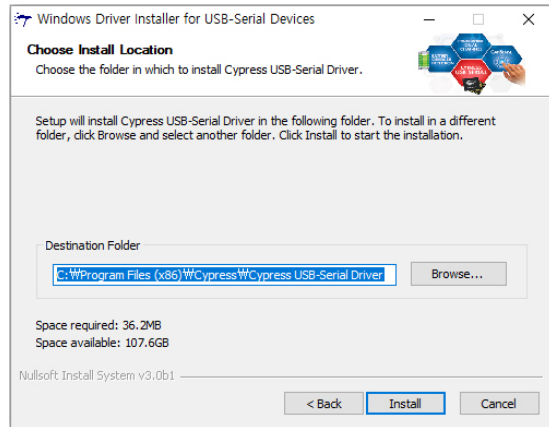 Windows Driver Installer for USB-Serial Devices
Choose Install Location
Choose the folder in which to install Cypress USB-Serial Driver.
Setup will install Cypress USB-Serial Driver in the following folder. To install in a different
folder, click Browse and select another folder. Click Install to start the installation.
Destination Folder
C:₩Program Files (x86)₩Cypress₩Cypress USB-Serial Driver
Browse...
Space required: 36.2MB
Space available: 107.6GB
Nullsoft Install System v3.0b1
< Back
Install
Cancel